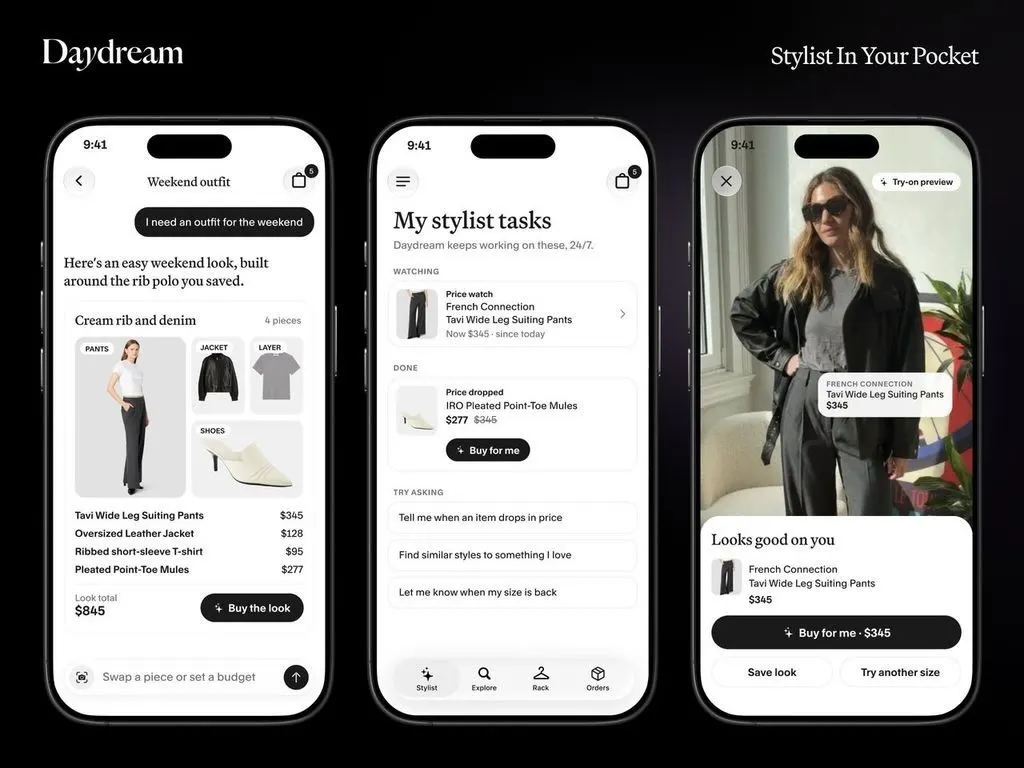 Daydream
Stylist In Your Pocket
9:41
5
Weekend outfit
I need an outfit for the weekend
Here's an easy weekend look, built
around the rib polo you saved.
Cream rib and denim
4 pieces
PANTS
JACKET
LAYER
SHOES
Tavi Wide Leg Suiting Pants $345
Oversized Leather Jacket $128
Ribbed short-sleeve T-shirt $95
Pleated Point-Toe Mules $277
Look total
$845
Buy the look
Swap a piece or set a budget
9:41
5
My stylist tasks
Daydream keeps working on these, 24/7.
WATCHING
Price watch
French Connection
Tavi Wide Leg Suiting Pants
Now $345 · since today
DONE
Price dropped
IRO Pleated Point-Toe Mules
$277 $345
Buy for me
TRY ASKING
Tell me when an item drops in price
Find similar styles to something I love
Let me know when my size is back
Stylist
Explore
Rack
Orders
9:41
Try-on preview
FRENCH CONNECTION
Tavi Wide Leg Suiting Pants
$345
Looks good on you
French Connection
Tavi Wide Leg Suiting Pants
$345
Buy for me · $345
Save look
Try another size